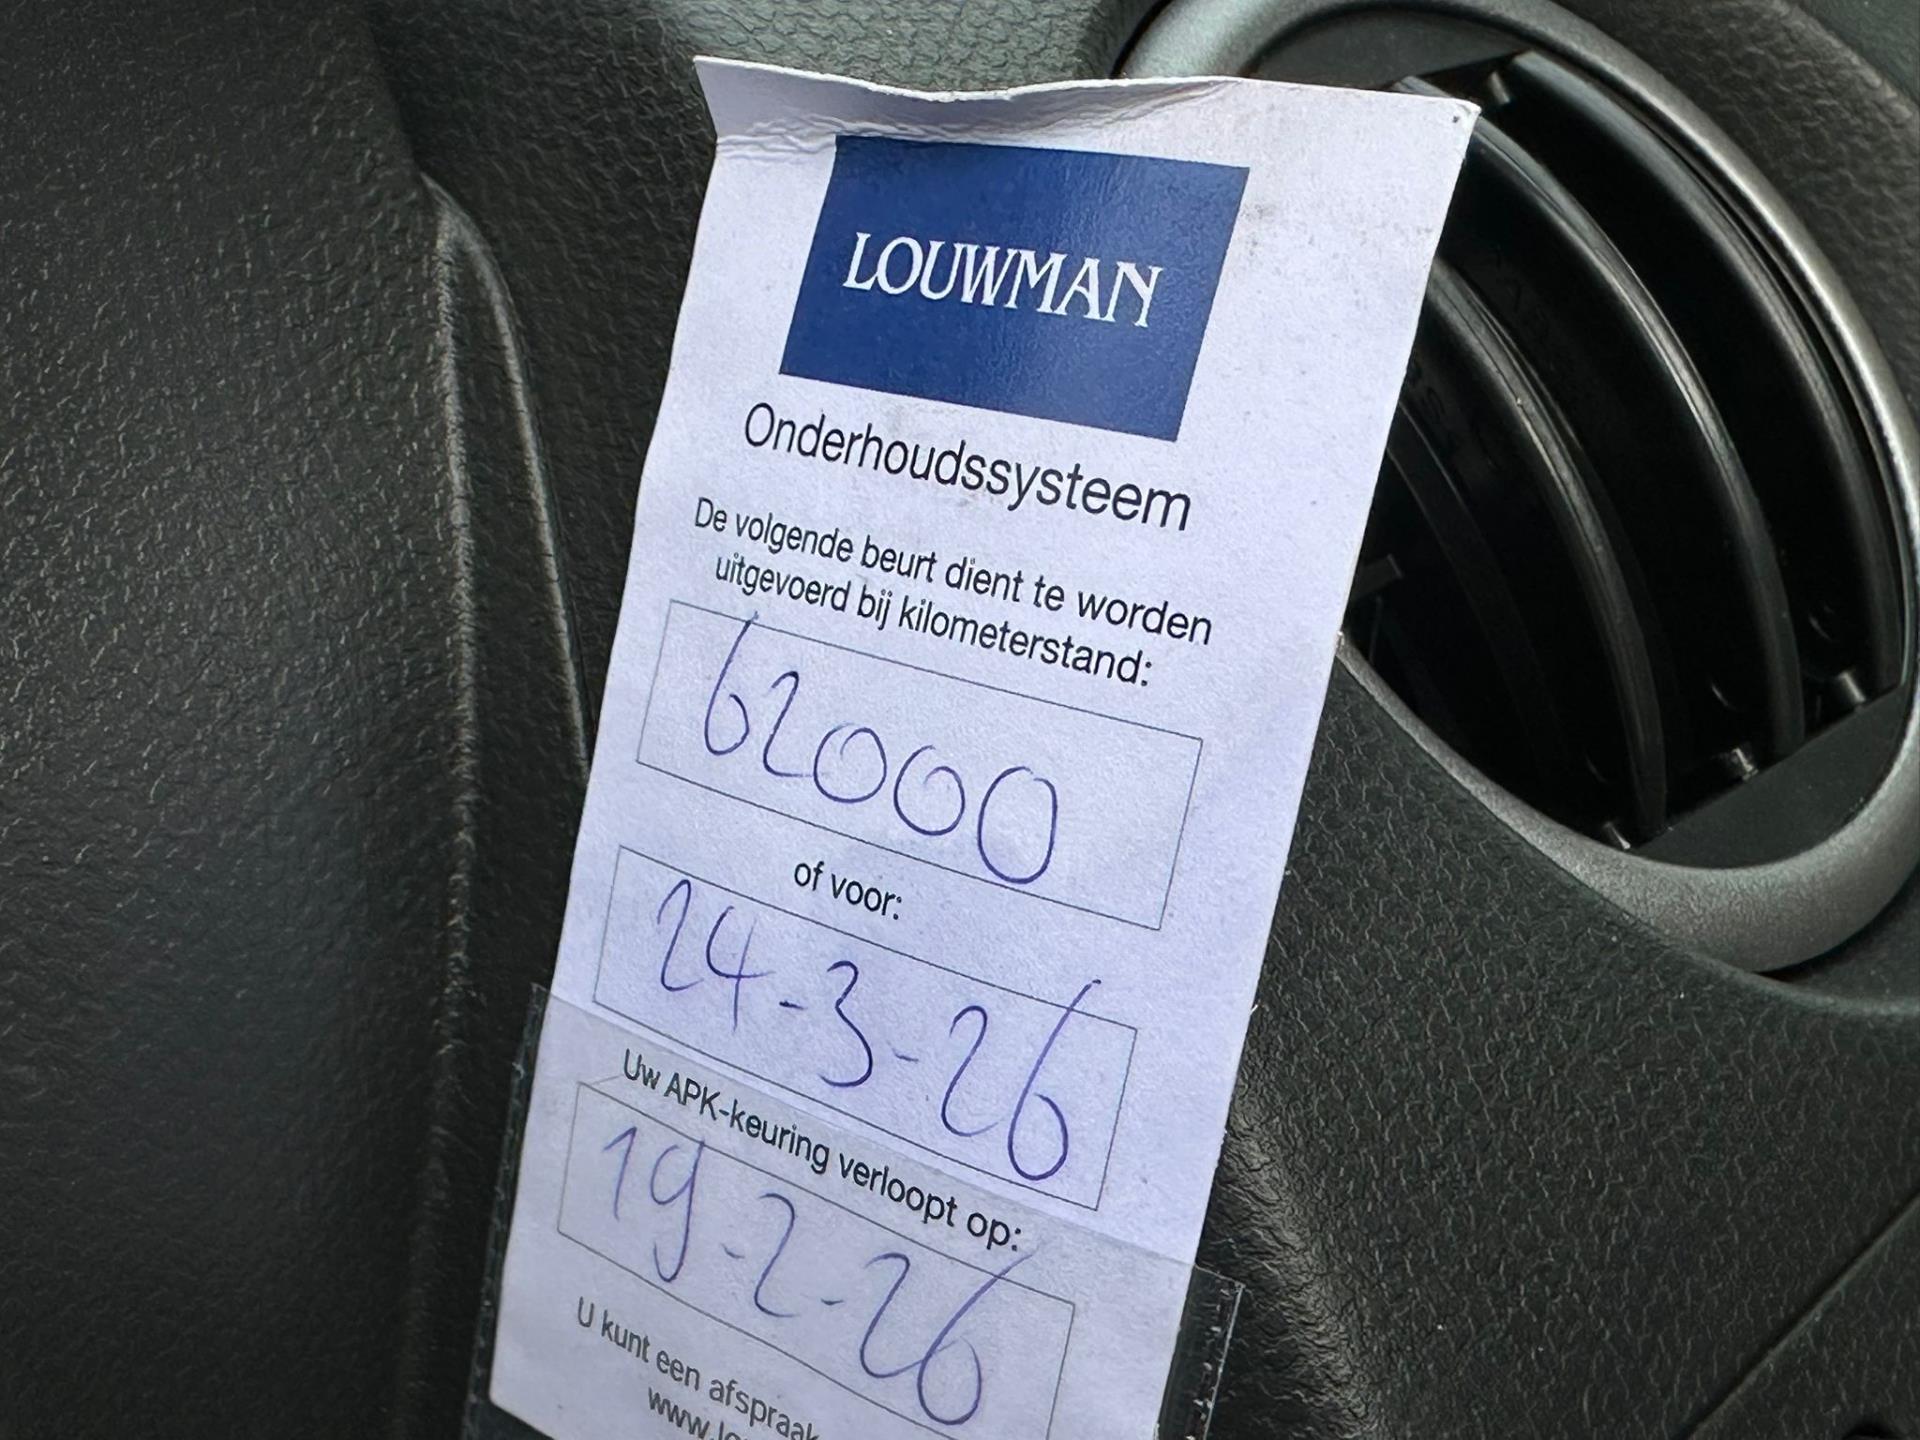 LOUWMAN
Onderhoudssysteem
De volgende beurt dient te worden
uitgevoerd bij kilometerstand:
62000
of voor:
24-3-26
Uw APK-keuring verloopt op:
19-2-26
U kunt een afspraak